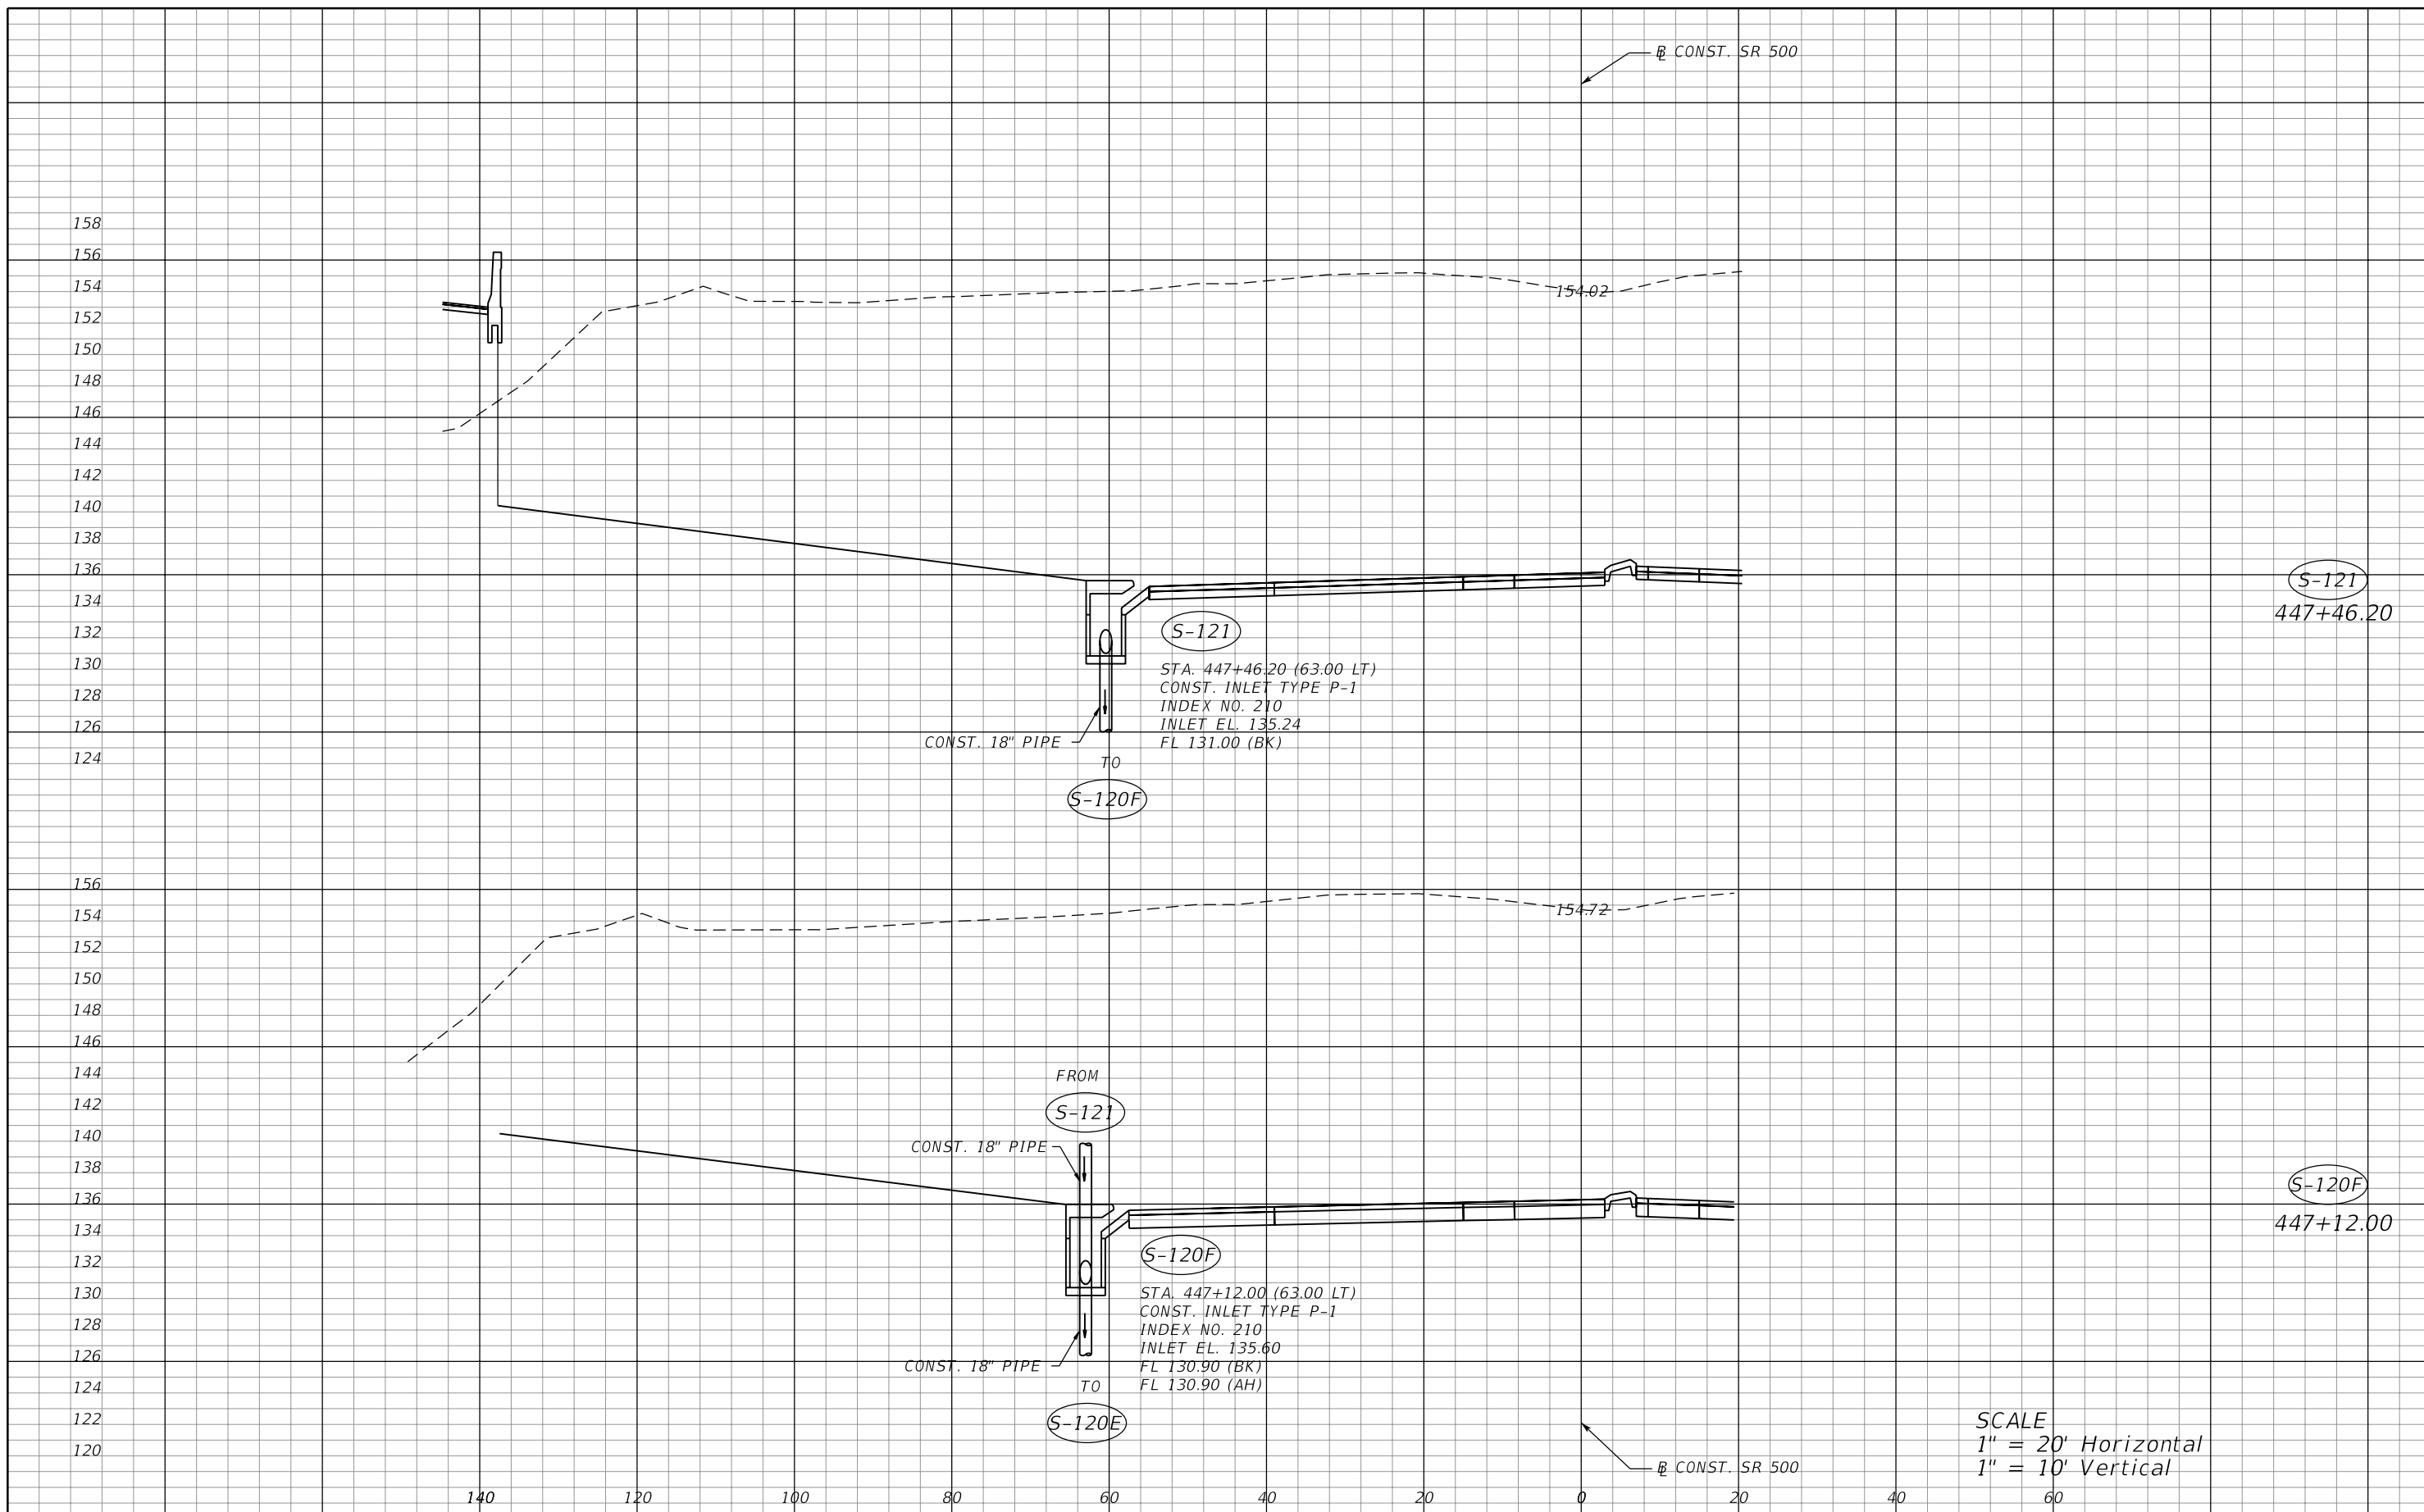 ℄ CONST. SR 500
158
156
154
154.02
152
150
148
146
144
142
140
138
136
134
132
130
128
126
124
S-121
447+46.20
S-121
STA. 447+46.20 (63.00 LT)
CONST. INLET TYPE P-1
INDEX NO. 210
INLET EL. 135.24
FL 131.00 (BK)
CONST. 18" PIPE
TO
S-120F
156
154
154.72
152
150
148
146
144
142
140
138
136
134
132
130
128
126
124
122
120
FROM
S-121
CONST. 18" PIPE
S-120F
447+12.00
S-120F
STA. 447+12.00 (63.00 LT)
CONST. INLET TYPE P-1
INDEX NO. 210
INLET EL. 135.60
FL 130.90 (BK)
FL 130.90 (AH)
CONST. 18" PIPE
TO
S-120E
℄ CONST. SR 500
SCALE
1" = 20' Horizontal
1" = 10' Vertical
140 120 100 80 60 40 20 0 20 40 60